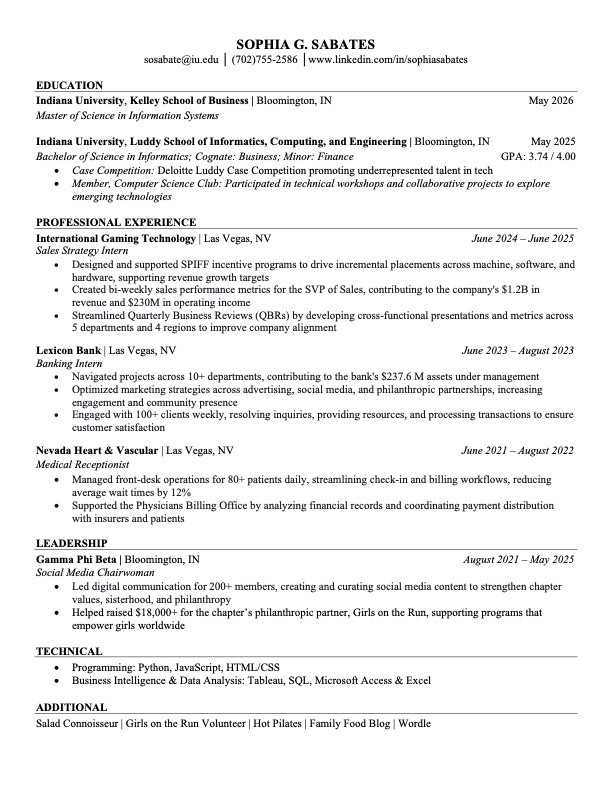 SOPHIA G. SABATES
sosabate@iu.edu | (702)755-2586 | www.linkedin.com/in/sophiasabates
EDUCATION
Indiana University, Kelley School of Business | Bloomington, IN May 2026
Master of Science in Information Systems
Indiana University, Luddy School of Informatics, Computing, and Engineering | Bloomington, IN May 2025
Bachelor of Science in Informatics; Cognate: Business; Minor: Finance GPA: 3.74 / 4.00
• Case Competition: Deloitte Luddy Case Competition promoting underrepresented talent in tech
• Member, Computer Science Club: Participated in technical workshops and collaborative projects to explore
emerging technologies
PROFESSIONAL EXPERIENCE
International Gaming Technology | Las Vegas, NV June 2024 – June 2025
Sales Strategy Intern
• Designed and supported SPIFF incentive programs to drive incremental placements across machine, software, and
hardware, supporting revenue growth targets
• Created bi-weekly sales performance metrics for the SVP of Sales, contributing to the company's $1.2B in
revenue and $230M in operating income
• Streamlined Quarterly Business Reviews (QBRs) by developing cross-functional presentations and metrics across
5 departments and 4 regions to improve company alignment
Lexicon Bank | Las Vegas, NV June 2023 – August 2023
Banking Intern
• Navigated projects across 10+ departments, contributing to the bank's $237.6 M assets under management
• Optimized marketing strategies across advertising, social media, and philanthropic partnerships, increasing
engagement and community presence
• Engaged with 100+ clients weekly, resolving inquiries, providing resources, and processing transactions to ensure
customer satisfaction
Nevada Heart & Vascular | Las Vegas, NV June 2021 – August 2022
Medical Receptionist
• Managed front-desk operations for 80+ patients daily, streamlining check-in and billing workflows, reducing
average wait times by 12%
• Supported the Physicians Billing Office by analyzing financial records and coordinating payment distribution
with insurers and patients
LEADERSHIP
Gamma Phi Beta | Bloomington, IN August 2021 – May 2025
Social Media Chairwoman
• Led digital communication for 200+ members, creating and curating social media content to strengthen chapter
values, sisterhood, and philanthropy
• Helped raised $18,000+ for the chapter’s philanthropic partner, Girls on the Run, supporting programs that
empower girls worldwide
TECHNICAL
• Programming: Python, JavaScript, HTML/CSS
• Business Intelligence & Data Analysis: Tableau, SQL, Microsoft Access & Excel
ADDITIONAL
Salad Connoisseur | Girls on the Run Volunteer | Hot Pilates | Family Food Blog | Wordle